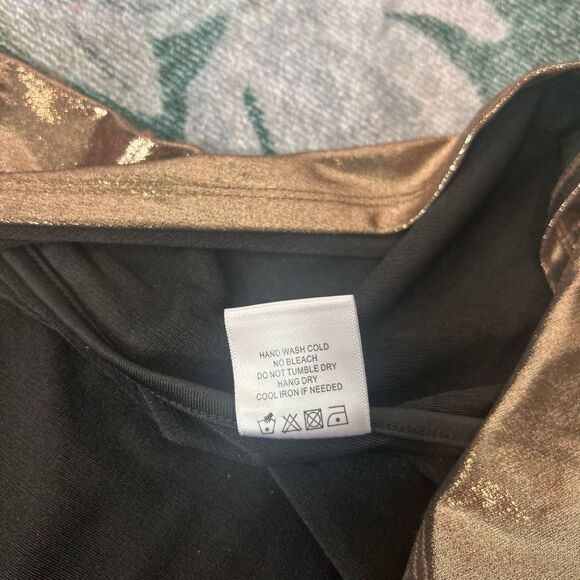 HAND WASH COLD
NO BLEACH
DO NOT TUMBLE DRY
HANG DRY
COOL IRON IF NEEDED